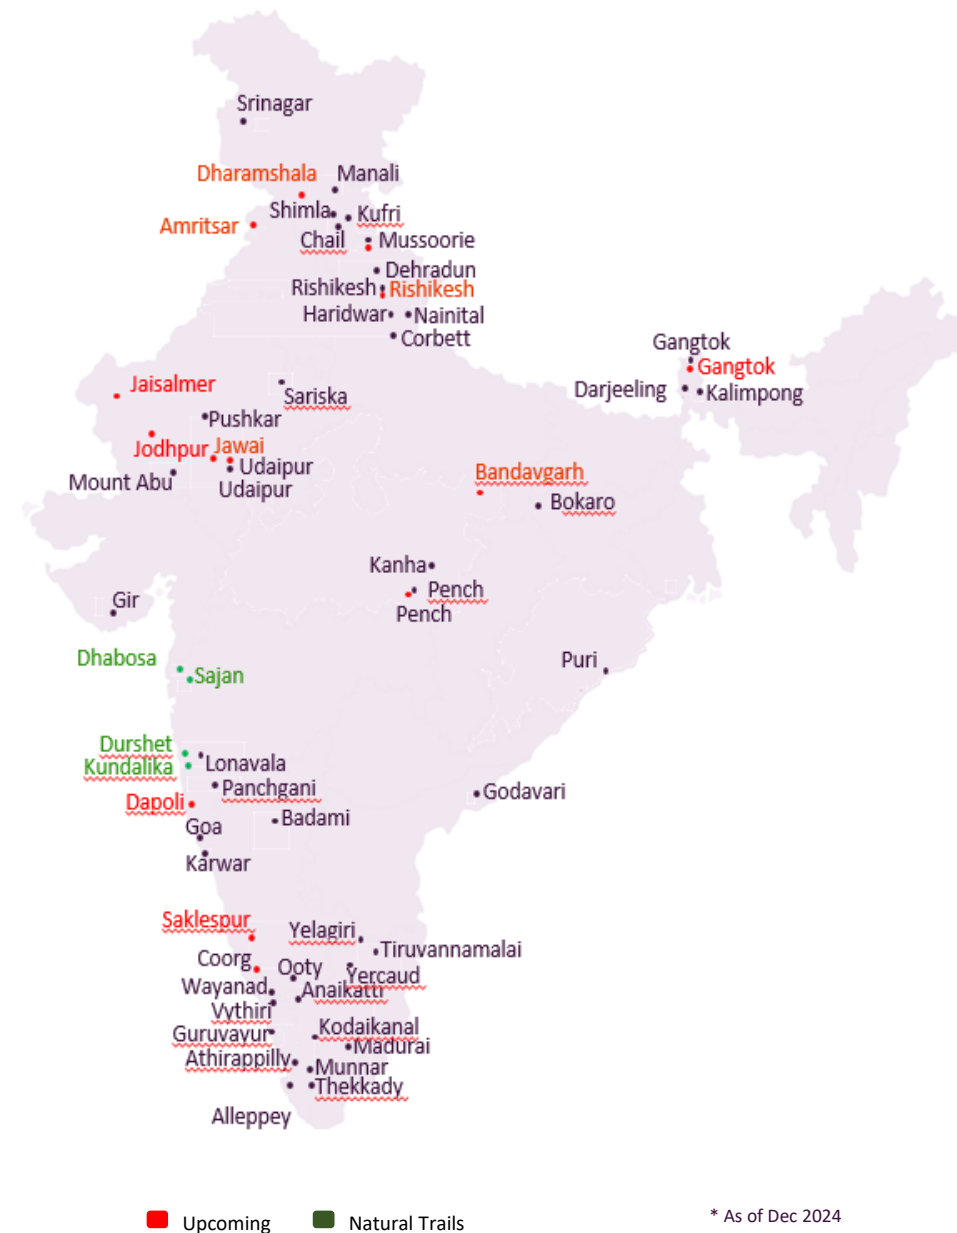 Srinagar
Dharamshala
Manali
Shimla
Kufri
Amritsar
Chail
Mussoorie
Dehradun
Rishikesh
Rishikesh
Haridwar
Nainital
Corbett
Gangtok
Gangtok
Jaisalmer
Sariska
Darjeeling
Kalimpong
Pushkar
Jodhpur
Jawai
Udaipur
Mount Abu
Udaipur
Bandavgarh
Bokaro
Kanha
Pench
Pench
Gir
Dhabosa
Sajan
Puri
Durshet
Kundalika
Lonavala
Panchgani
Godavari
Dapoli
Badami
Goa
Karwar
Saklespur
Yelagiri
Tiruvannamalai
Coorg
Ooty
Yercaud
Wayanad
Anaikatti
Vythiri
Guruvayur
Kodaikanal
Madurai
Athirappilly
Munnar
Thekkady
Alleppey
Upcoming
Natural Trails
* As of Dec 2024